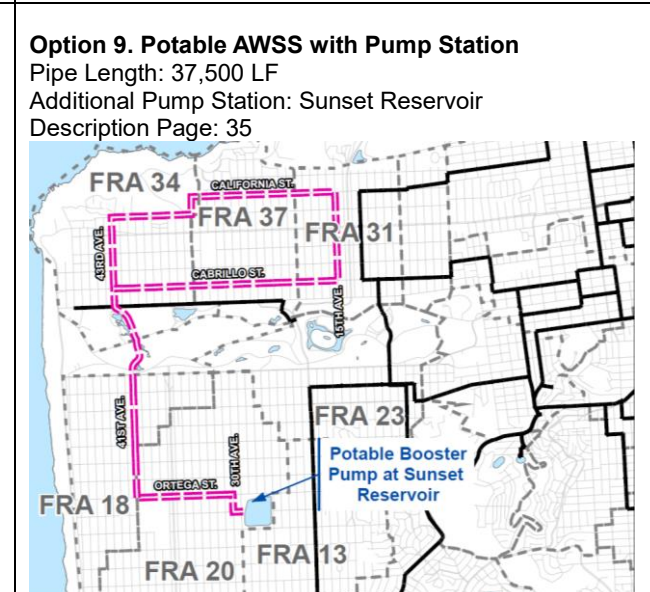 Option 9. Potable AWSS with Pump Station
Pipe Length: 37,500 LF
Additional Pump Station: Sunset Reservoir
Description Page: 35
FRA 34
CALIFORNIA ST.
FRA 37
FRA 31
43RD AVE.
CABRILLO ST.
15TH AVE.
41ST AVE.
FRA 23
30TH AVE.
Potable Booster
Pump at Sunset
Reservoir
ORTEGA ST.
FRA 18
FRA 13
FRA 20